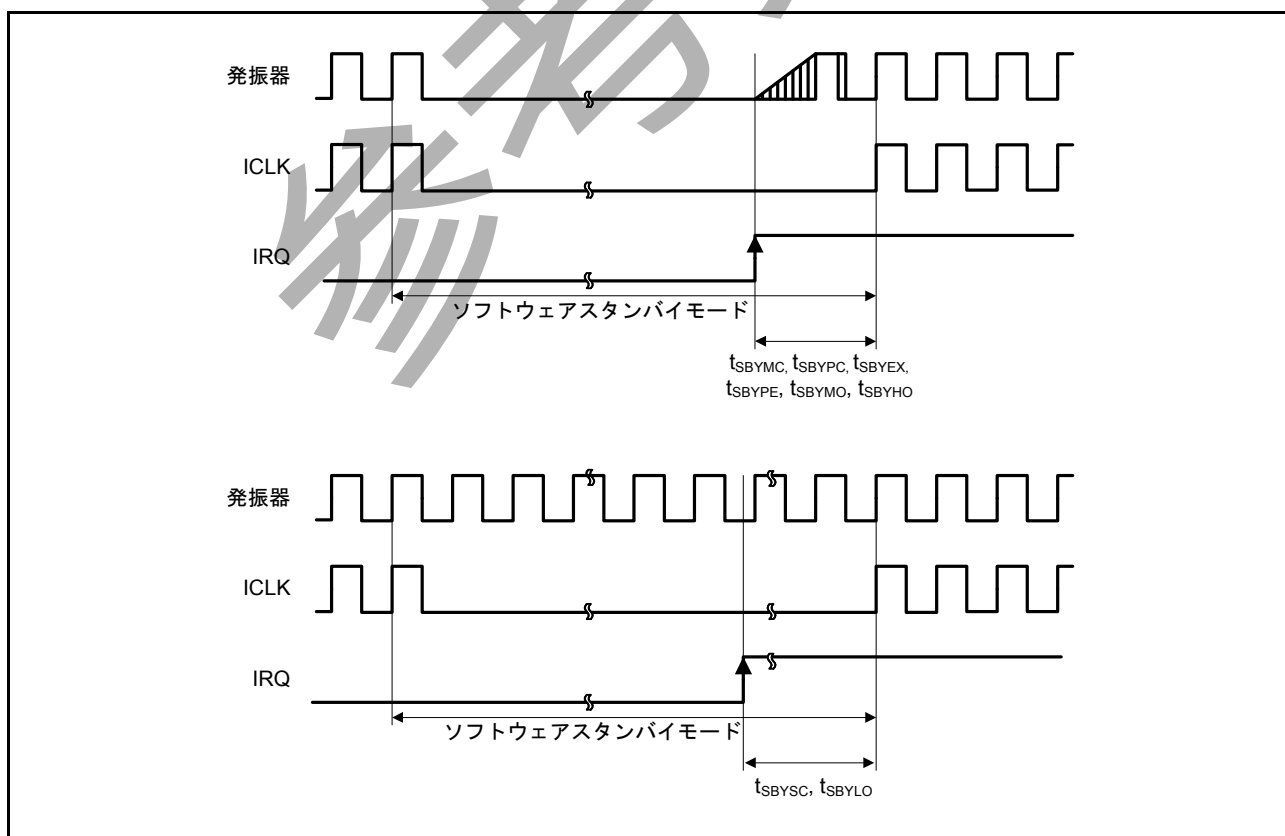 発振器
ICLK
IRQ
ソフトウェアスタンバイモード
tSBYMC, tSBYPC, tSBYEX,
tSBYPE, tSBYMO, tSBYHO
発振器
ICLK
IRQ
ソフトウェアスタンバイモード
tSBYSC, tSBYLO
参考